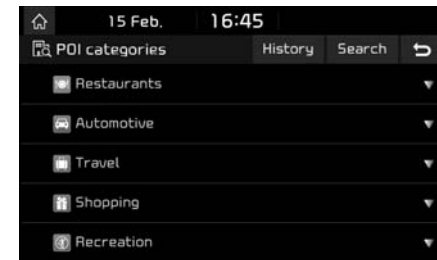 15 Feb. 16:45
POI categories History Search
Restaurants
Automotive
Travel
Shopping
Recreation